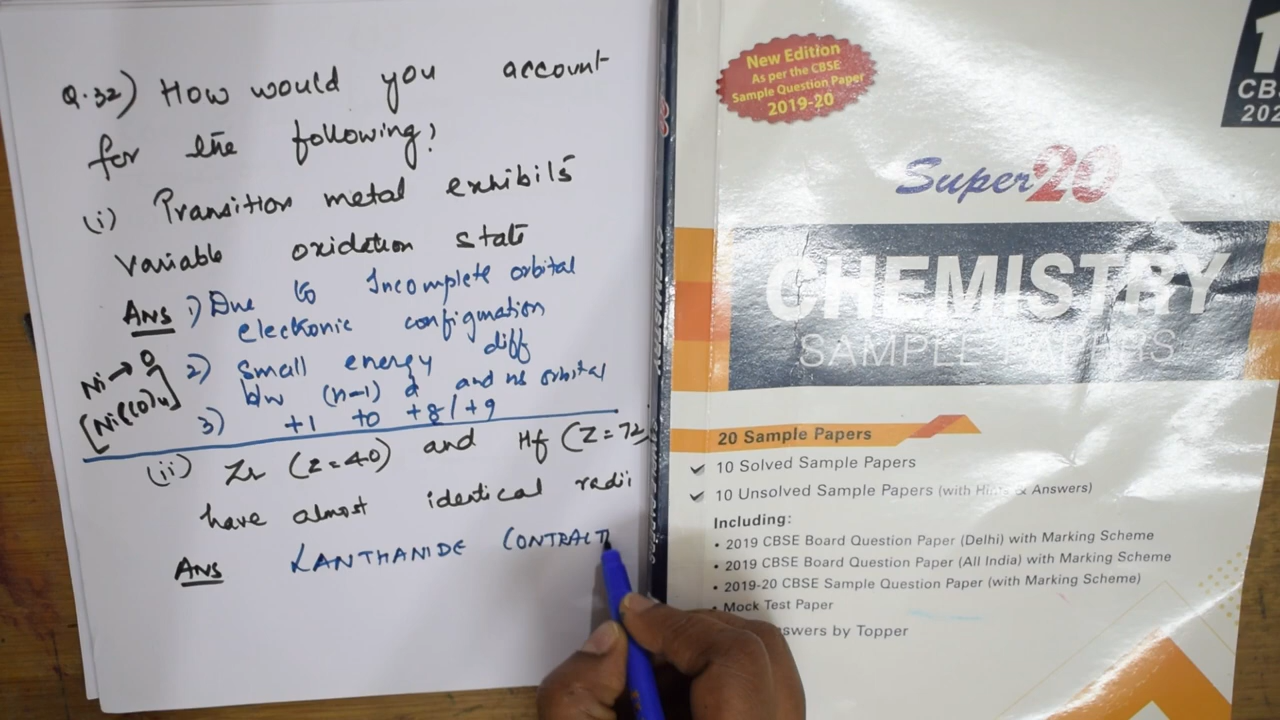 Q.32) How would you account
for the following?
(i) Transition metal exhibits
Variable oxidation state
Ans 1) Due to Incomplete orbital
electronic configuration
2) Small energy diff
b/w (n-1) d and ns orbital
3) +1 to +8/+9
Ni → 0
[Ni(CO)4]
(ii) Zr (Z=40) and Hf (Z=72
have almost identical radii
Ans LANTHANIDE CONTRACTI
New Edition
As per the CBSE
Sample Question Paper
2019-20
CBS
202
Super 20
CHEMISTRY
SAMPLE PAPERS
20 Sample Papers
10 Solved Sample Papers
10 Unsolved Sample Papers (with Hints & Answers)
Including:
• 2019 CBSE Board Question Paper (Delhi) with Marking Scheme
• 2019 CBSE Board Question Paper (All India) with Marking Scheme
• 2019-20 CBSE Sample Question Paper (with Marking Scheme)
• Mock Test Paper
swers by Topper